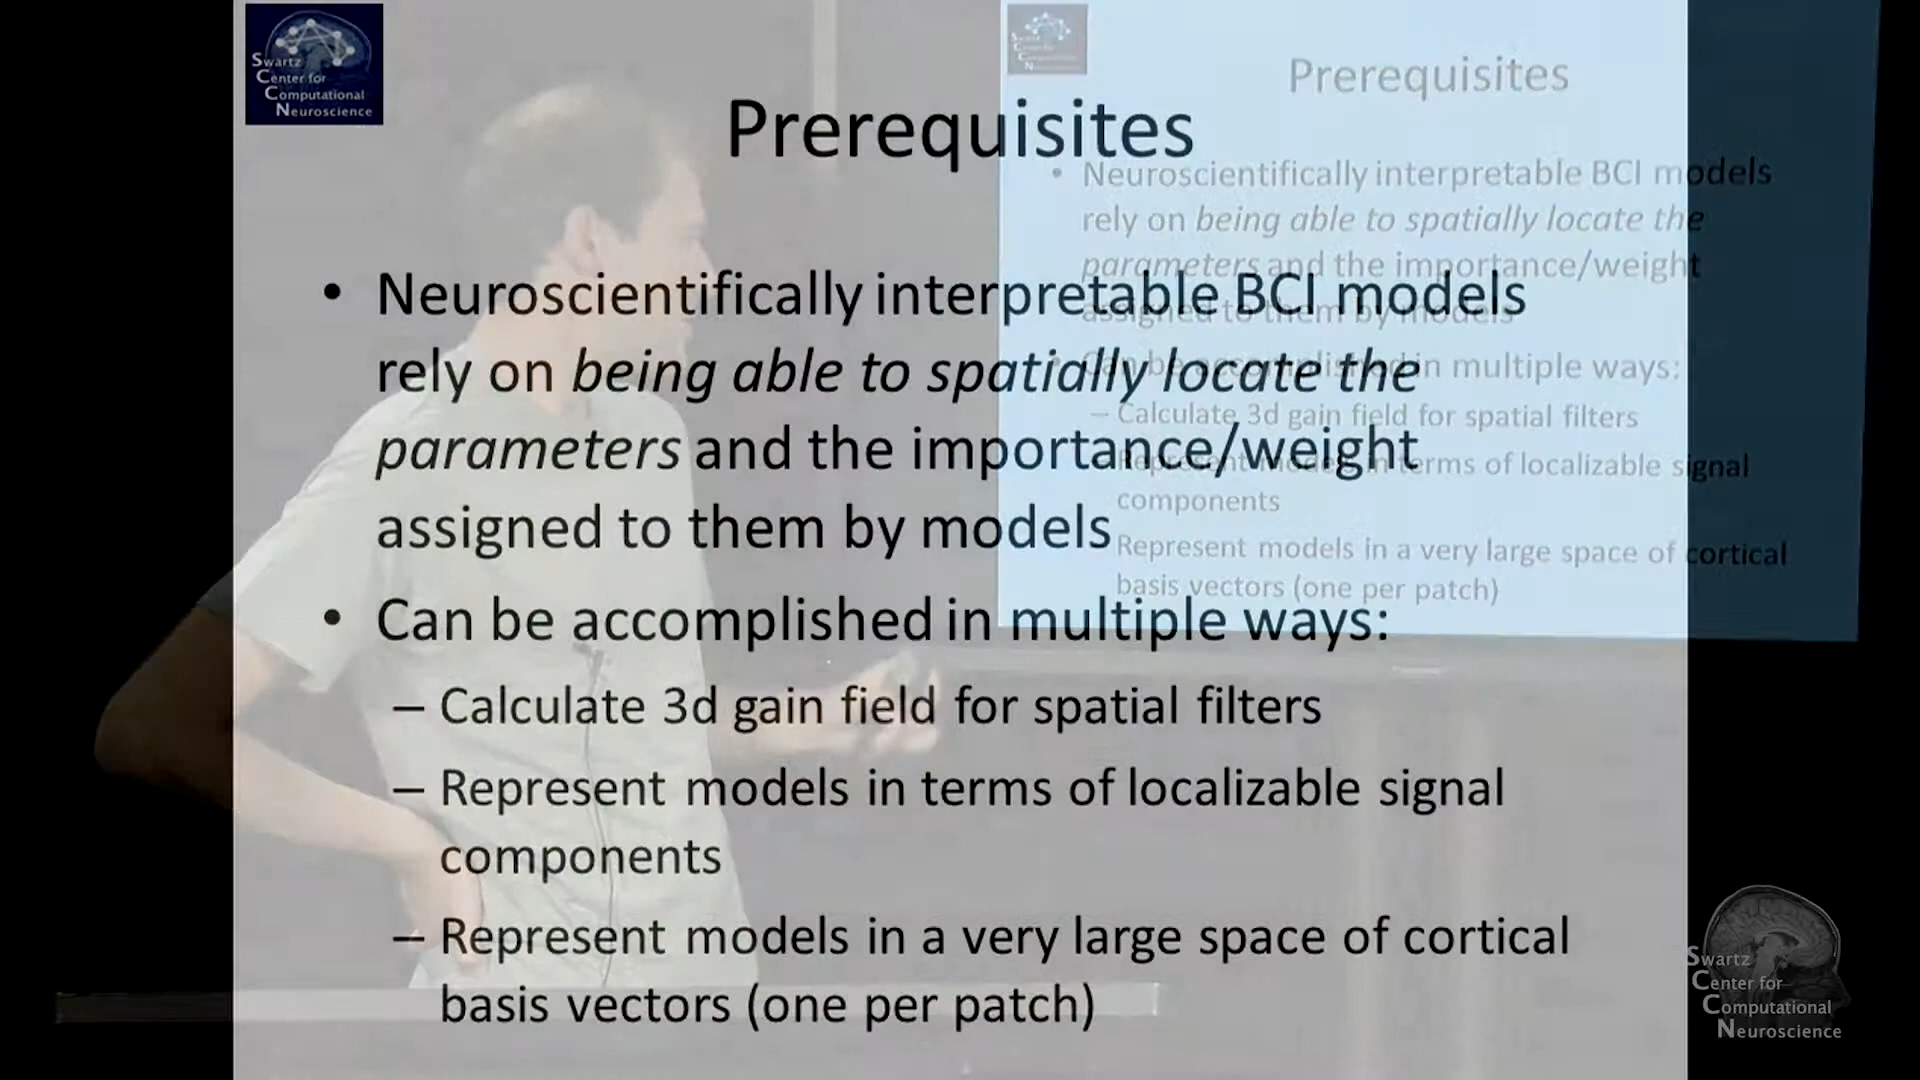 Swartz
Center for
Computational
Neuroscience
Prerequisites
• Neuroscientifically interpretable BCI models
rely on being able to spatially locate the
parameters and the importance/weight
assigned to them by models
• Can be accomplished in multiple ways:
– Calculate 3d gain field for spatial filters
– Represent models in terms of localizable signal
components
– Represent models in a very large space of cortical
basis vectors (one per patch)
Swartz
Center for
Computational
Neuroscience
Prerequisites
• Neuroscientifically interpretable BCI models
rely on being able to spatially locate the
parameters and the importance/weight
assigned to them by models
Can be accomplished in multiple ways:
– Calculate 3d gain field for spatial filters
Represent models in terms of localizable signal
components
Represent models in a very large space of cortical
basis vectors (one per patch)
Swartz
Center for
Computational
Neuroscience